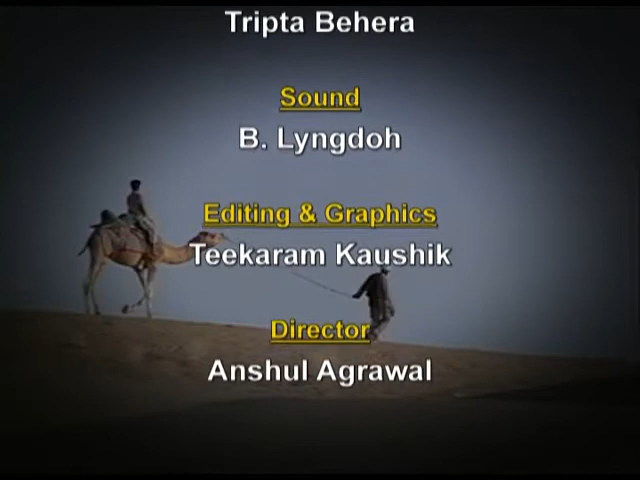 Tripta Behera
Sound
B. Lyngdoh
Editing & Graphics
Teekaram Kaushik
Director
Anshul Agrawal